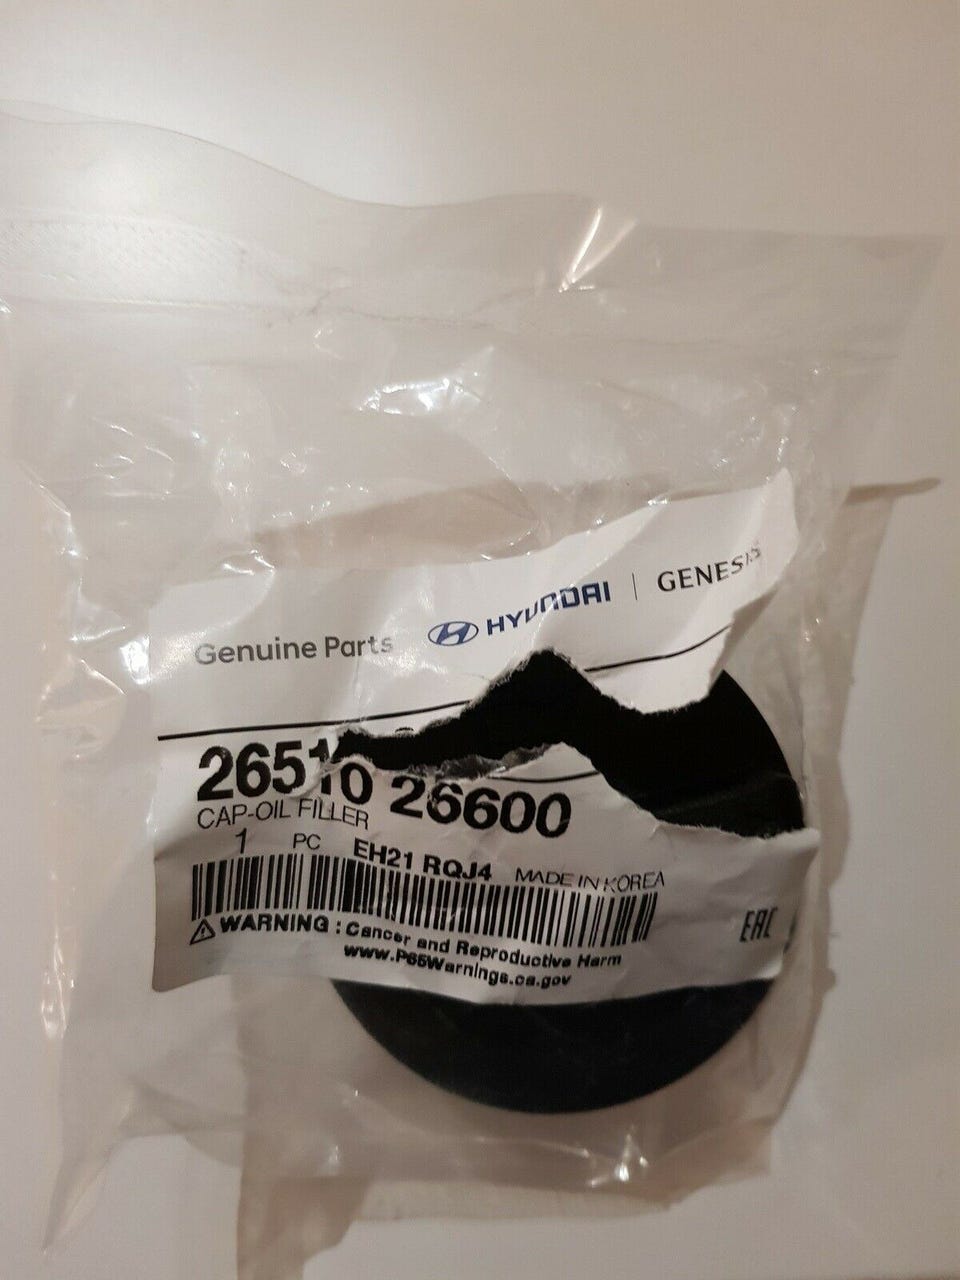 Genuine Parts HYUNDAI | GENESIS
26510 26600
CAP-OIL FILLER
1 PC EH21 RQJ4 MADE IN KOREA
⚠ WARNING : Cancer and Reproductive Harm
www.P65Warnings.ca.gov
EAC